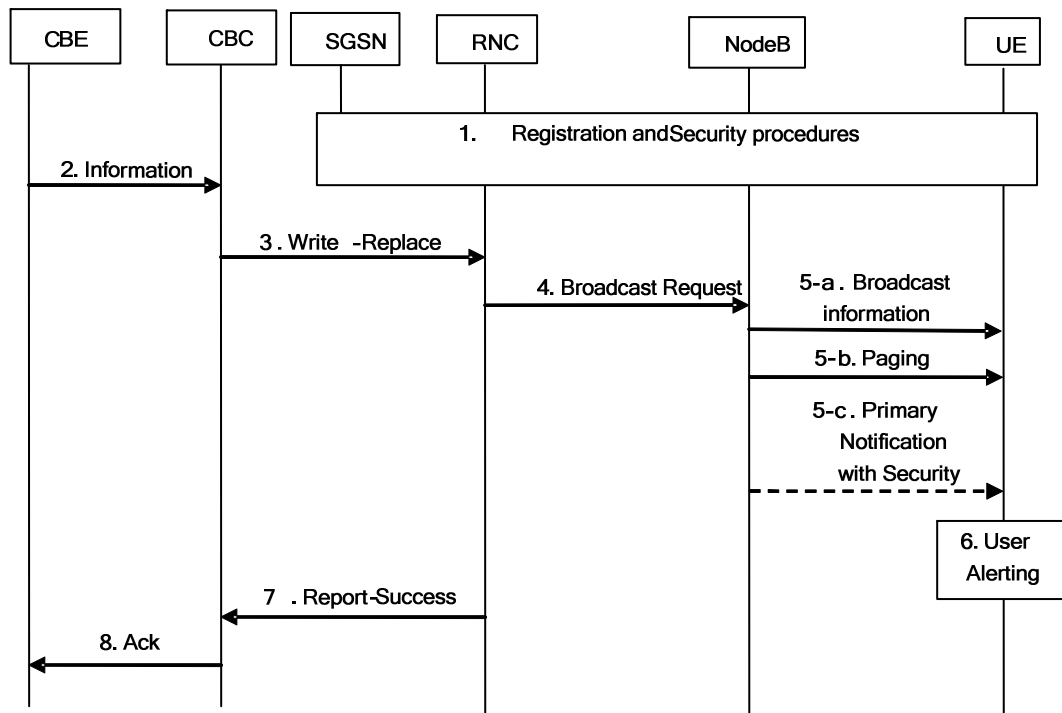 CBE
CBC
SGSN
RNC
NodeB
UE
1. Registration andSecurity procedures
2. Information
3. Write -Replace
4. Broadcast Request
5-a. Broadcast
information
5-b. Paging
5-c. Primary
Notification
with Security
6. User
Alerting
7 . Report-Success
8. Ack